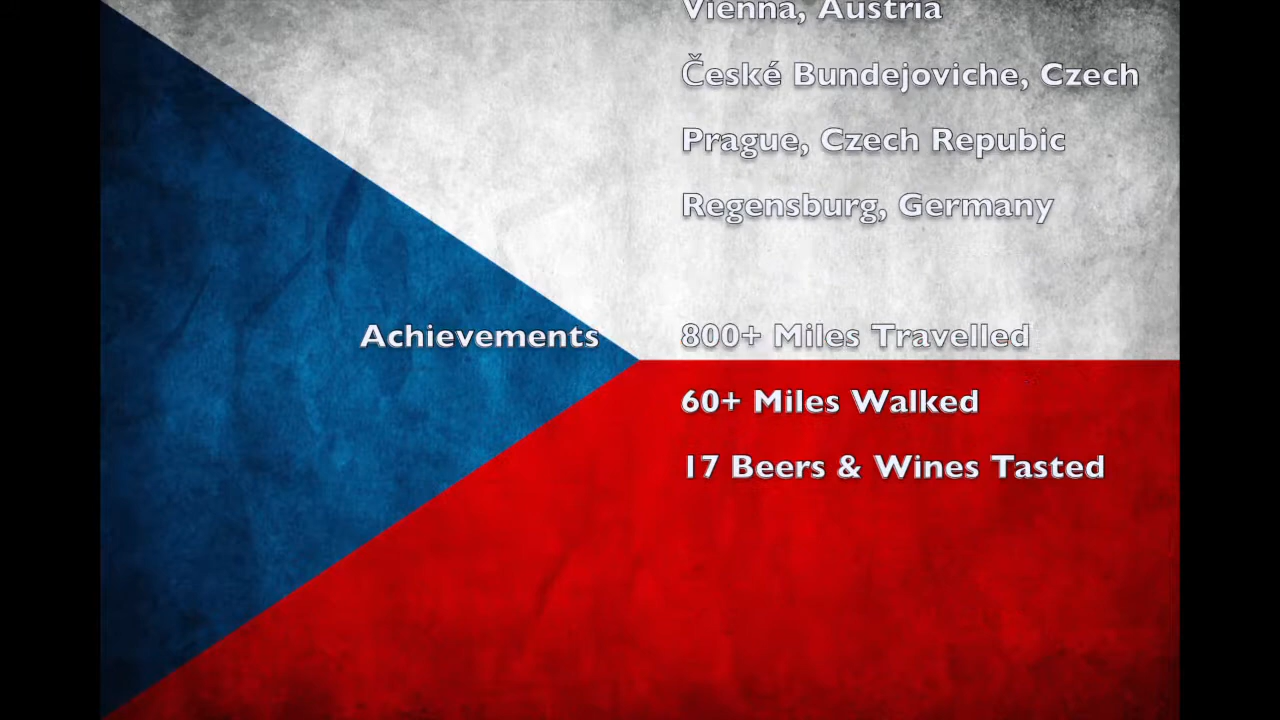 Vienna, Austria
České Bundejoviche, Czech
Prague, Czech Repubic
Regensburg, Germany
Achievements 800+ Miles Travelled
60+ Miles Walked
17 Beers & Wines Tasted